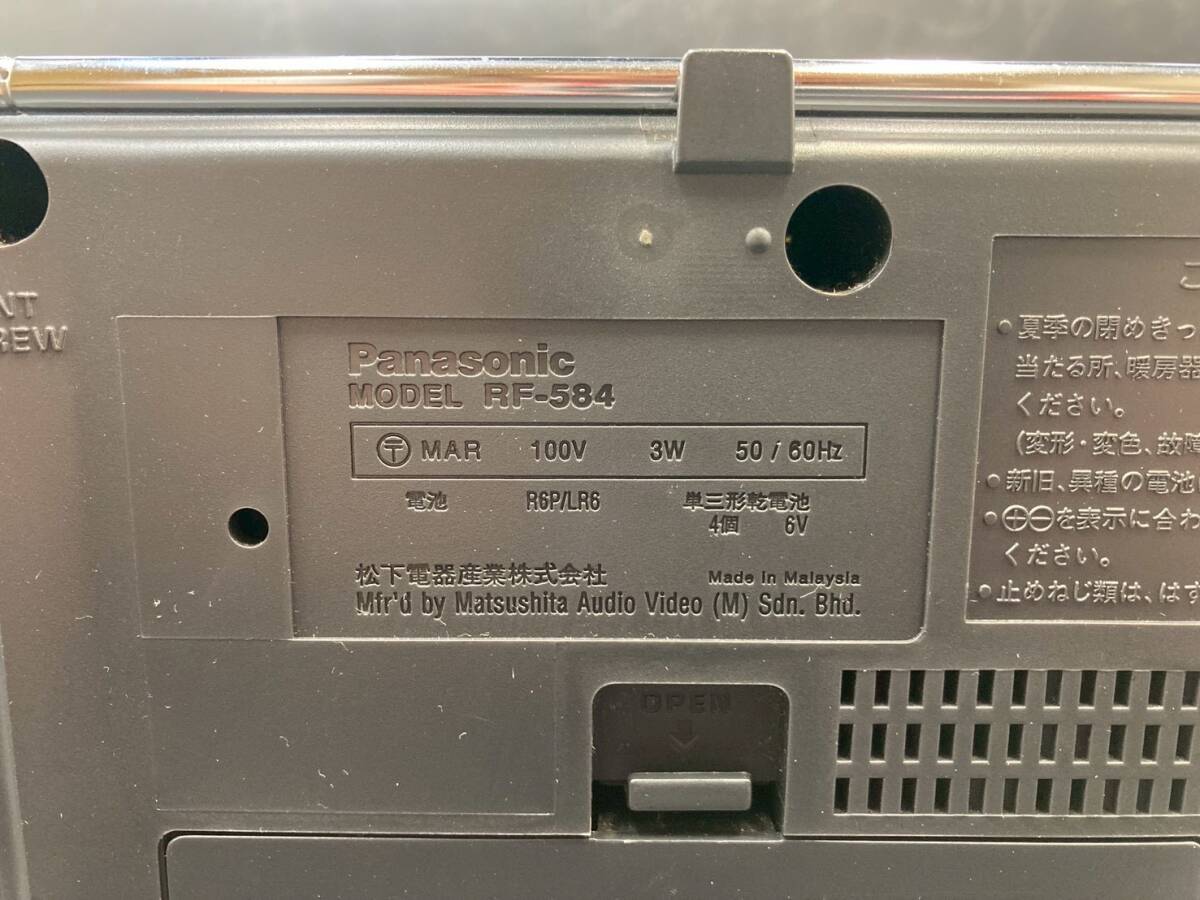 Panasonic
MODEL RF-584
〒 MAR 100V 3W 50 / 60Hz
電池 R6P/LR6 単三形乾電池
4個 6V
松下電器産業株式会社 Made in Malaysia
Mfr'd by Matsushita Audio Video (M) Sdn. Bhd.
OPEN
NT
REW
こ
●夏季の閉めきっ
当たる所、暖房器
ください。
(変形・変色、故障
●新旧、異種の電池
●⊕⊖を表示に合わ
ください。
●止めねじ類は、はず